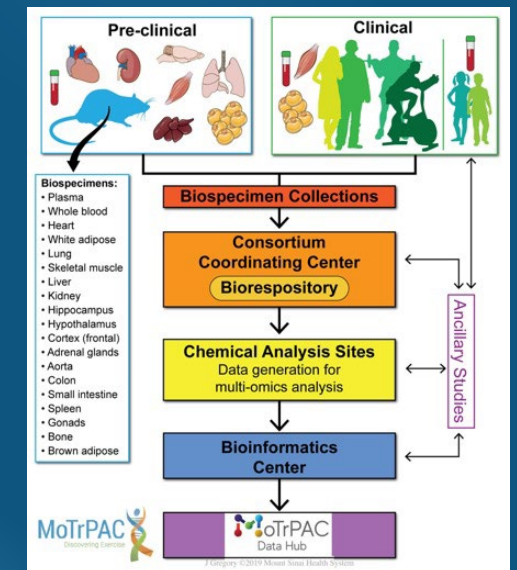 Pre-clinical
Clinical
Biospecimens:
• Plasma
• Whole blood
• Heart
• White adipose
• Lung
• Skeletal muscle
• Liver
• Kidney
• Hippocampus
• Hypothalamus
• Cortex (frontal)
• Adrenal glands
• Aorta
• Colon
• Small intestine
• Spleen
• Gonads
• Bone
• Brown adipose
Biospecimen Collections
Consortium
Coordinating Center
Biorespository
Chemical Analysis Sites
Data generation for
multi-omics analysis
Bioinformatics
Center
Ancillary Studies
MoTrPAC
Discovering Exercise
MoTrPAC
Data Hub
J Gregory ©2019 Mount Sinai Health System